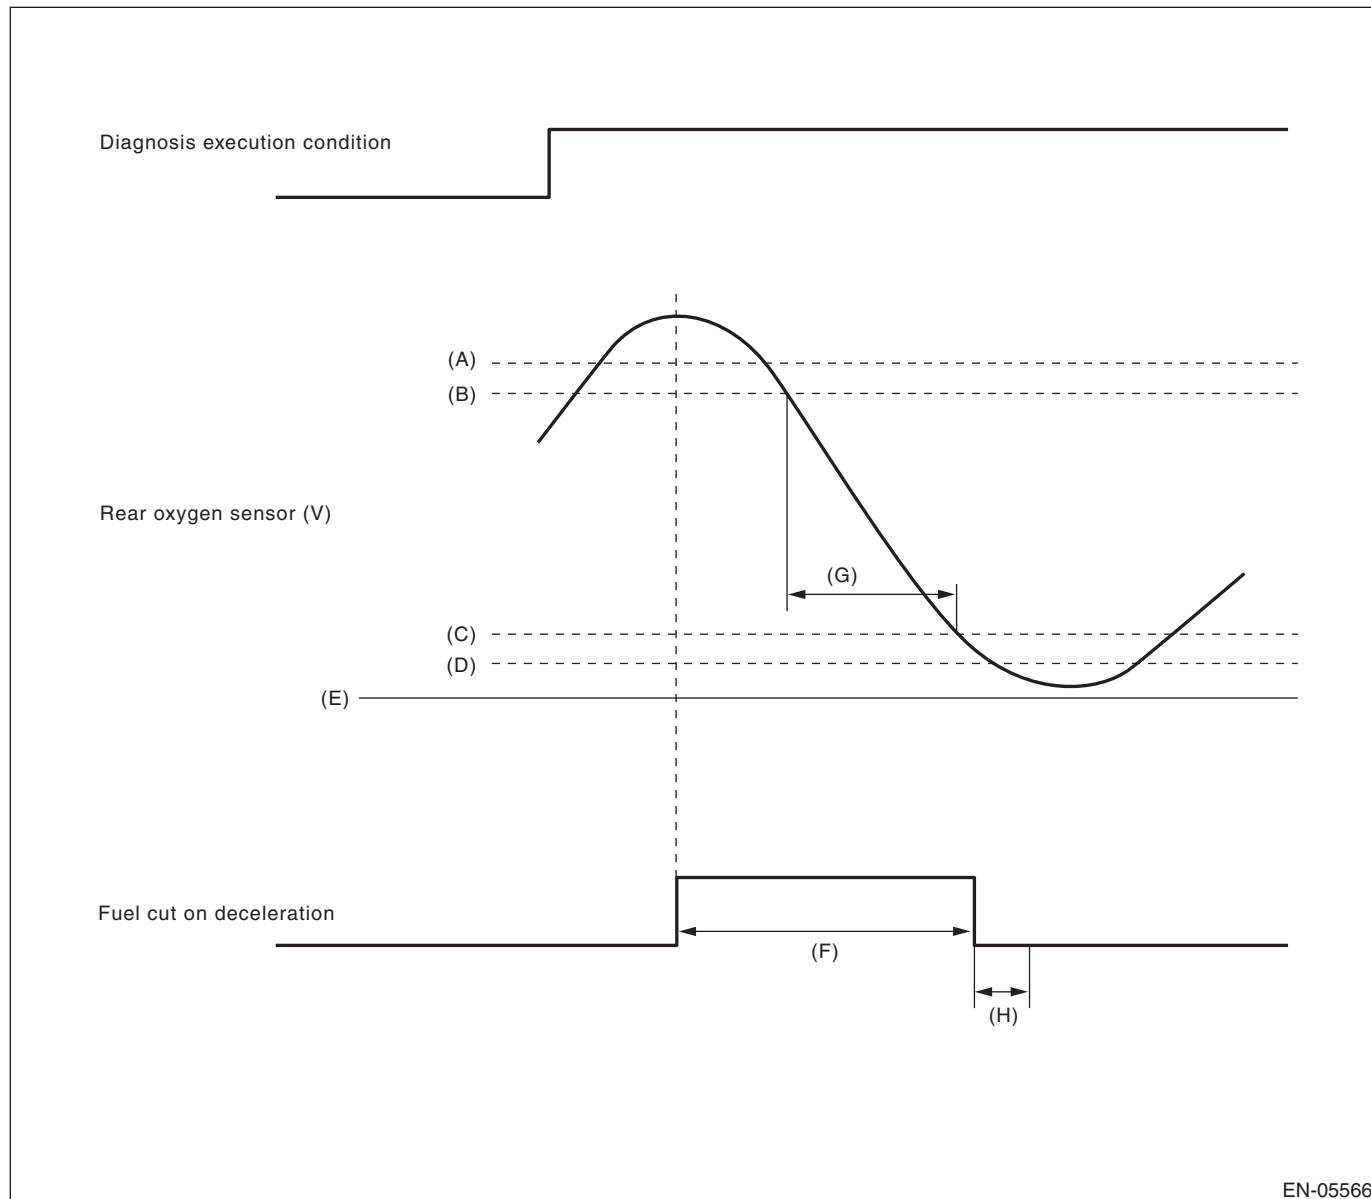 Diagnosis execution condition
(A)
(B)
Rear oxygen sensor (V)
(G)
(C)
(D)
(E)
Fuel cut on deceleration
(F)
(H)
EN-05566